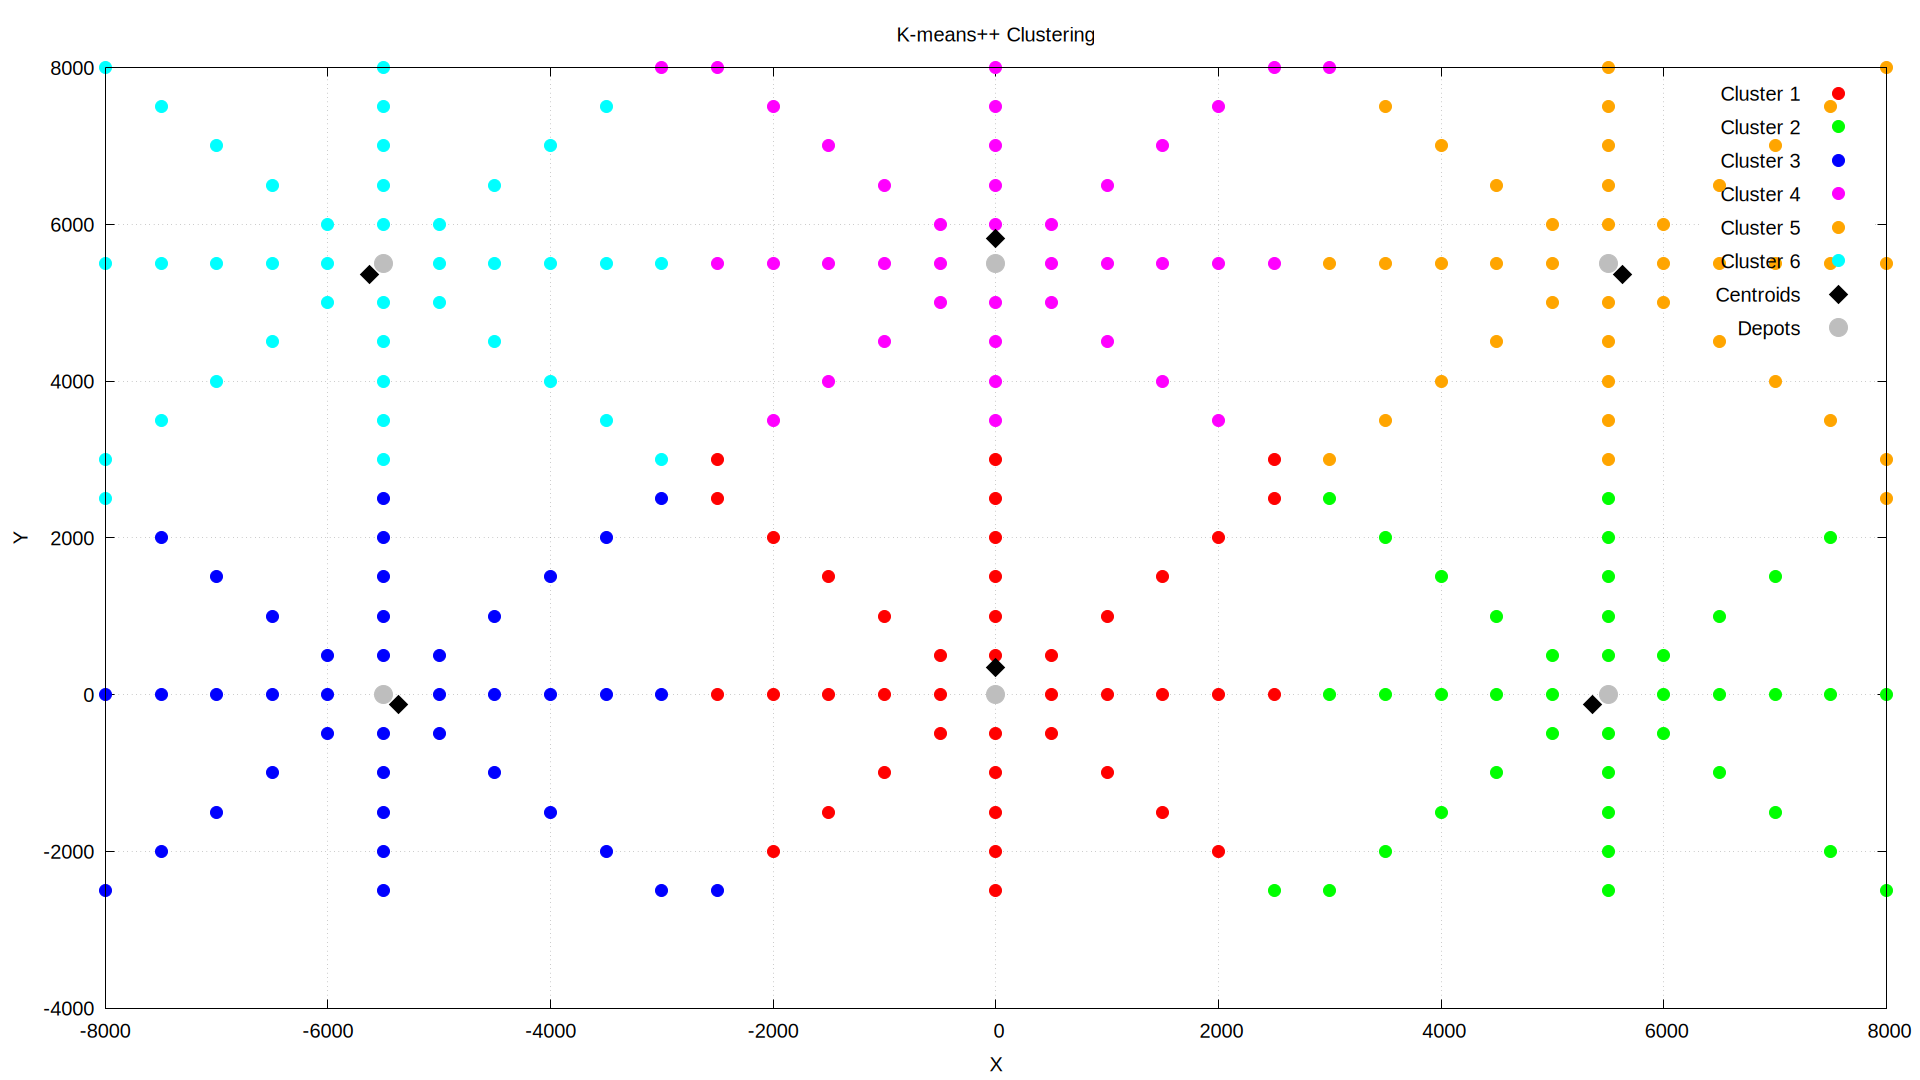 K-means++ Clustering
8000
6000
4000
2000
0
-2000
-4000
Y
Cluster 1
Cluster 2
Cluster 3
Cluster 4
Cluster 5
Cluster 6
Centroids
Depots
-8000 -6000 -4000 -2000 0 2000 4000 6000 8000
X